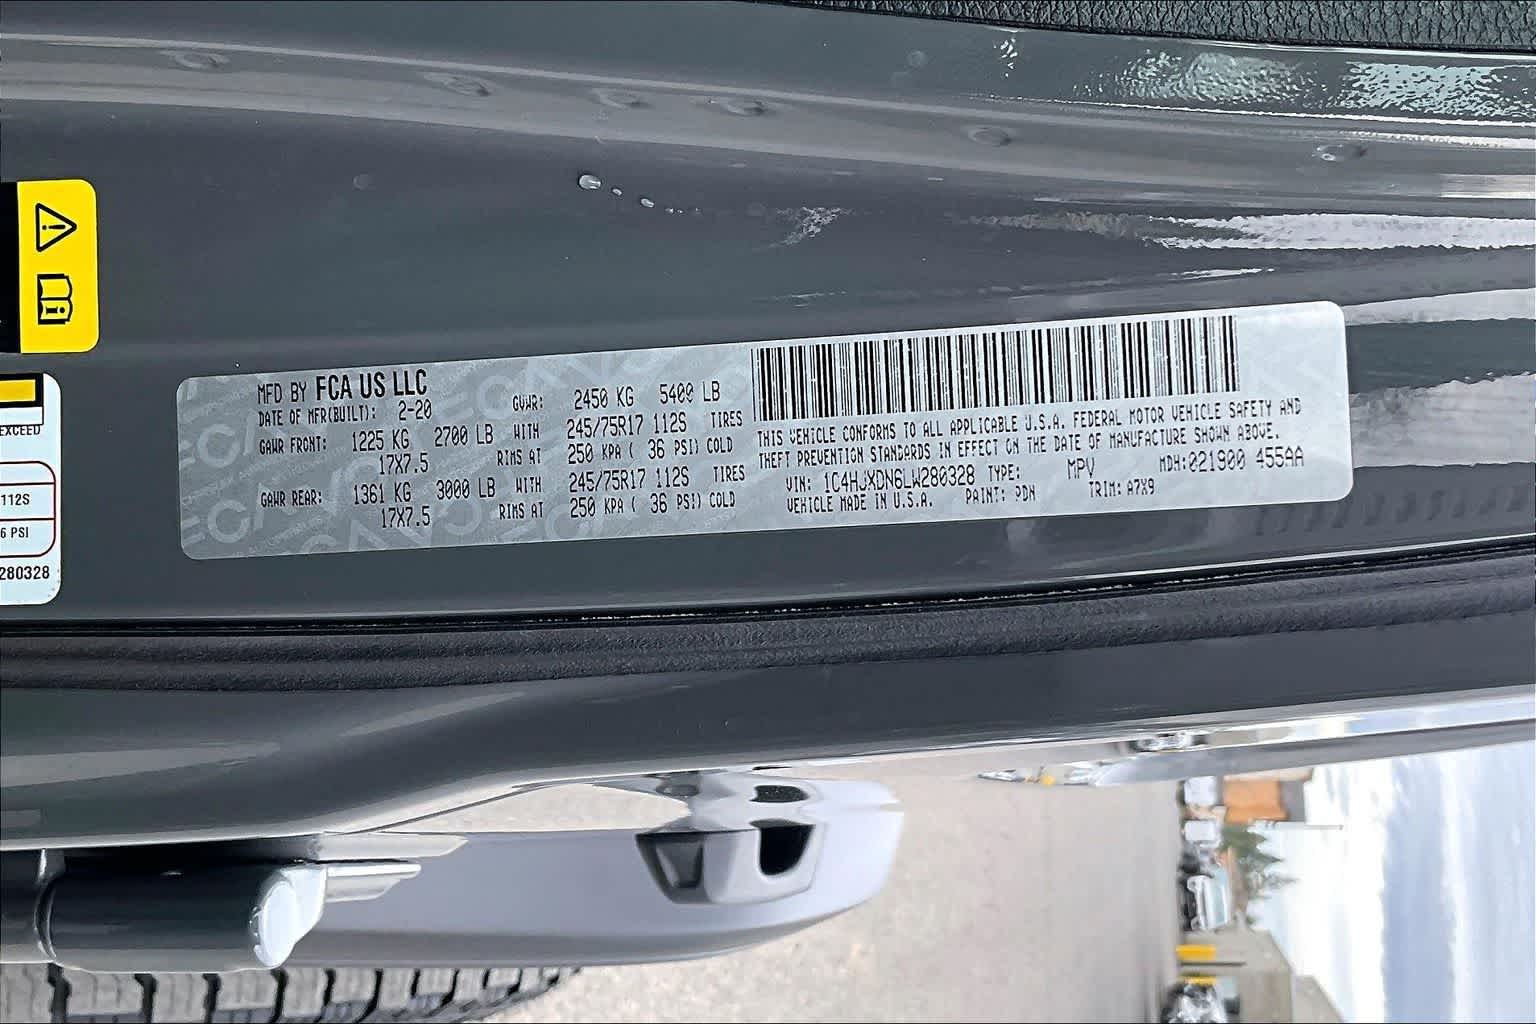 MFD BY FCA US LLC
DATE OF MFR(BUILT): 2-20 GVWR: 2450 KG 5400 LB
GAWR FRONT: 1225 KG 2700 LB WITH 245/75R17 112S TIRES
17X7.5 RIMS AT 250 KPA ( 36 PSI) COLD
GAWR REAR: 1361 KG 3000 LB WITH 245/75R17 112S TIRES
17X7.5 RIMS AT 250 KPA ( 36 PSI) COLD
THIS VEHICLE CONFORMS TO ALL APPLICABLE U.S.A. FEDERAL MOTOR VEHICLE SAFETY AND
THEFT PREVENTION STANDARDS IN EFFECT ON THE DATE OF MANUFACTURE SHOWN ABOVE.
VIN: 1C4HJXDN6LW280328 TYPE: MPV MDH:021900 455AA
VEHICLE MADE IN U.S.A. PAINT: PDN TRIM: A7X9
EXCEED
112S
6 PSI
280328